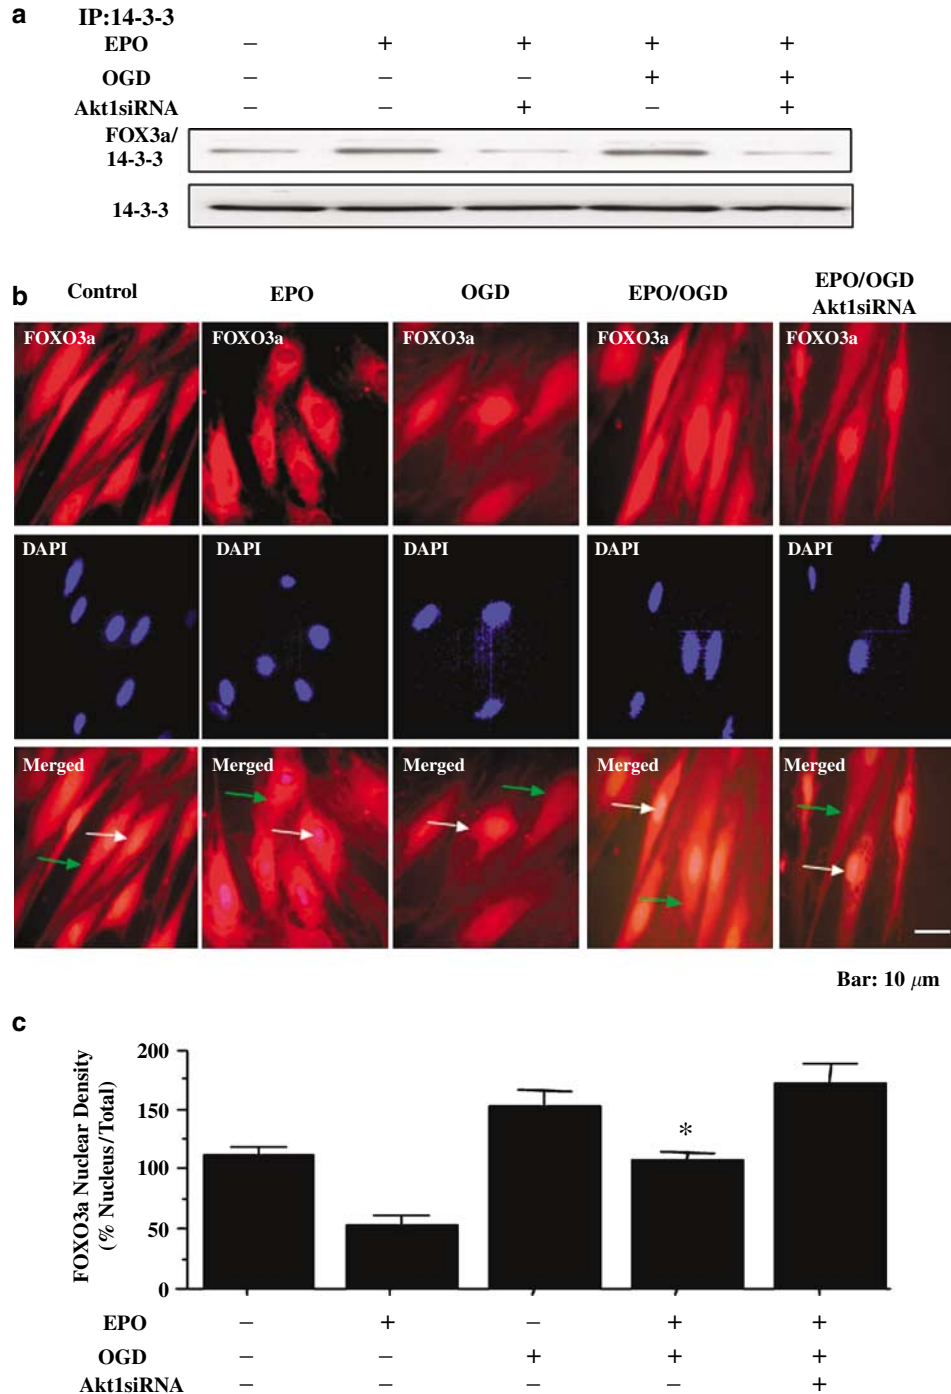 a
IP:14-3-3
EPO − + + + +
OGD − − − + +
Akt1siRNA − − + − +
FOX3a/
14-3-3
14-3-3
b
Control EPO OGD EPO/OGD EPO/OGD
Akt1siRNA
FOXO3a FOXO3a FOXO3a FOXO3a FOXO3a
DAPI DAPI DAPI DAPI DAPI
Merged Merged Merged Merged Merged
Bar: 10 μm
c
FOXO3a Nuclear Density
(% Nucleus/Total)
200
150
100
50
0
*
EPO − + − + +
OGD − − + + +
Akt1siRNA − − − − +